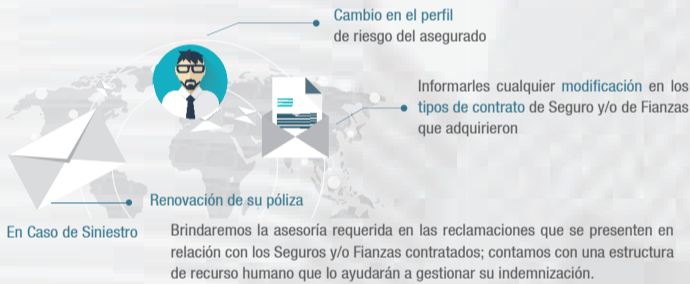 Cambio en el perfil
de riesgo del asegurado
Informarles cualquier modificación en los
tipos de contrato de Seguro y/o de Fianzas
que adquirieron
Renovación de su póliza
En Caso de Siniestro
Brindaremos la asesoría requerida en las reclamaciones que se presenten en
relación con los Seguros y/o Fianzas contratados; contamos con una estructura
de recurso humano que lo ayudarán a gestionar su indemnización.